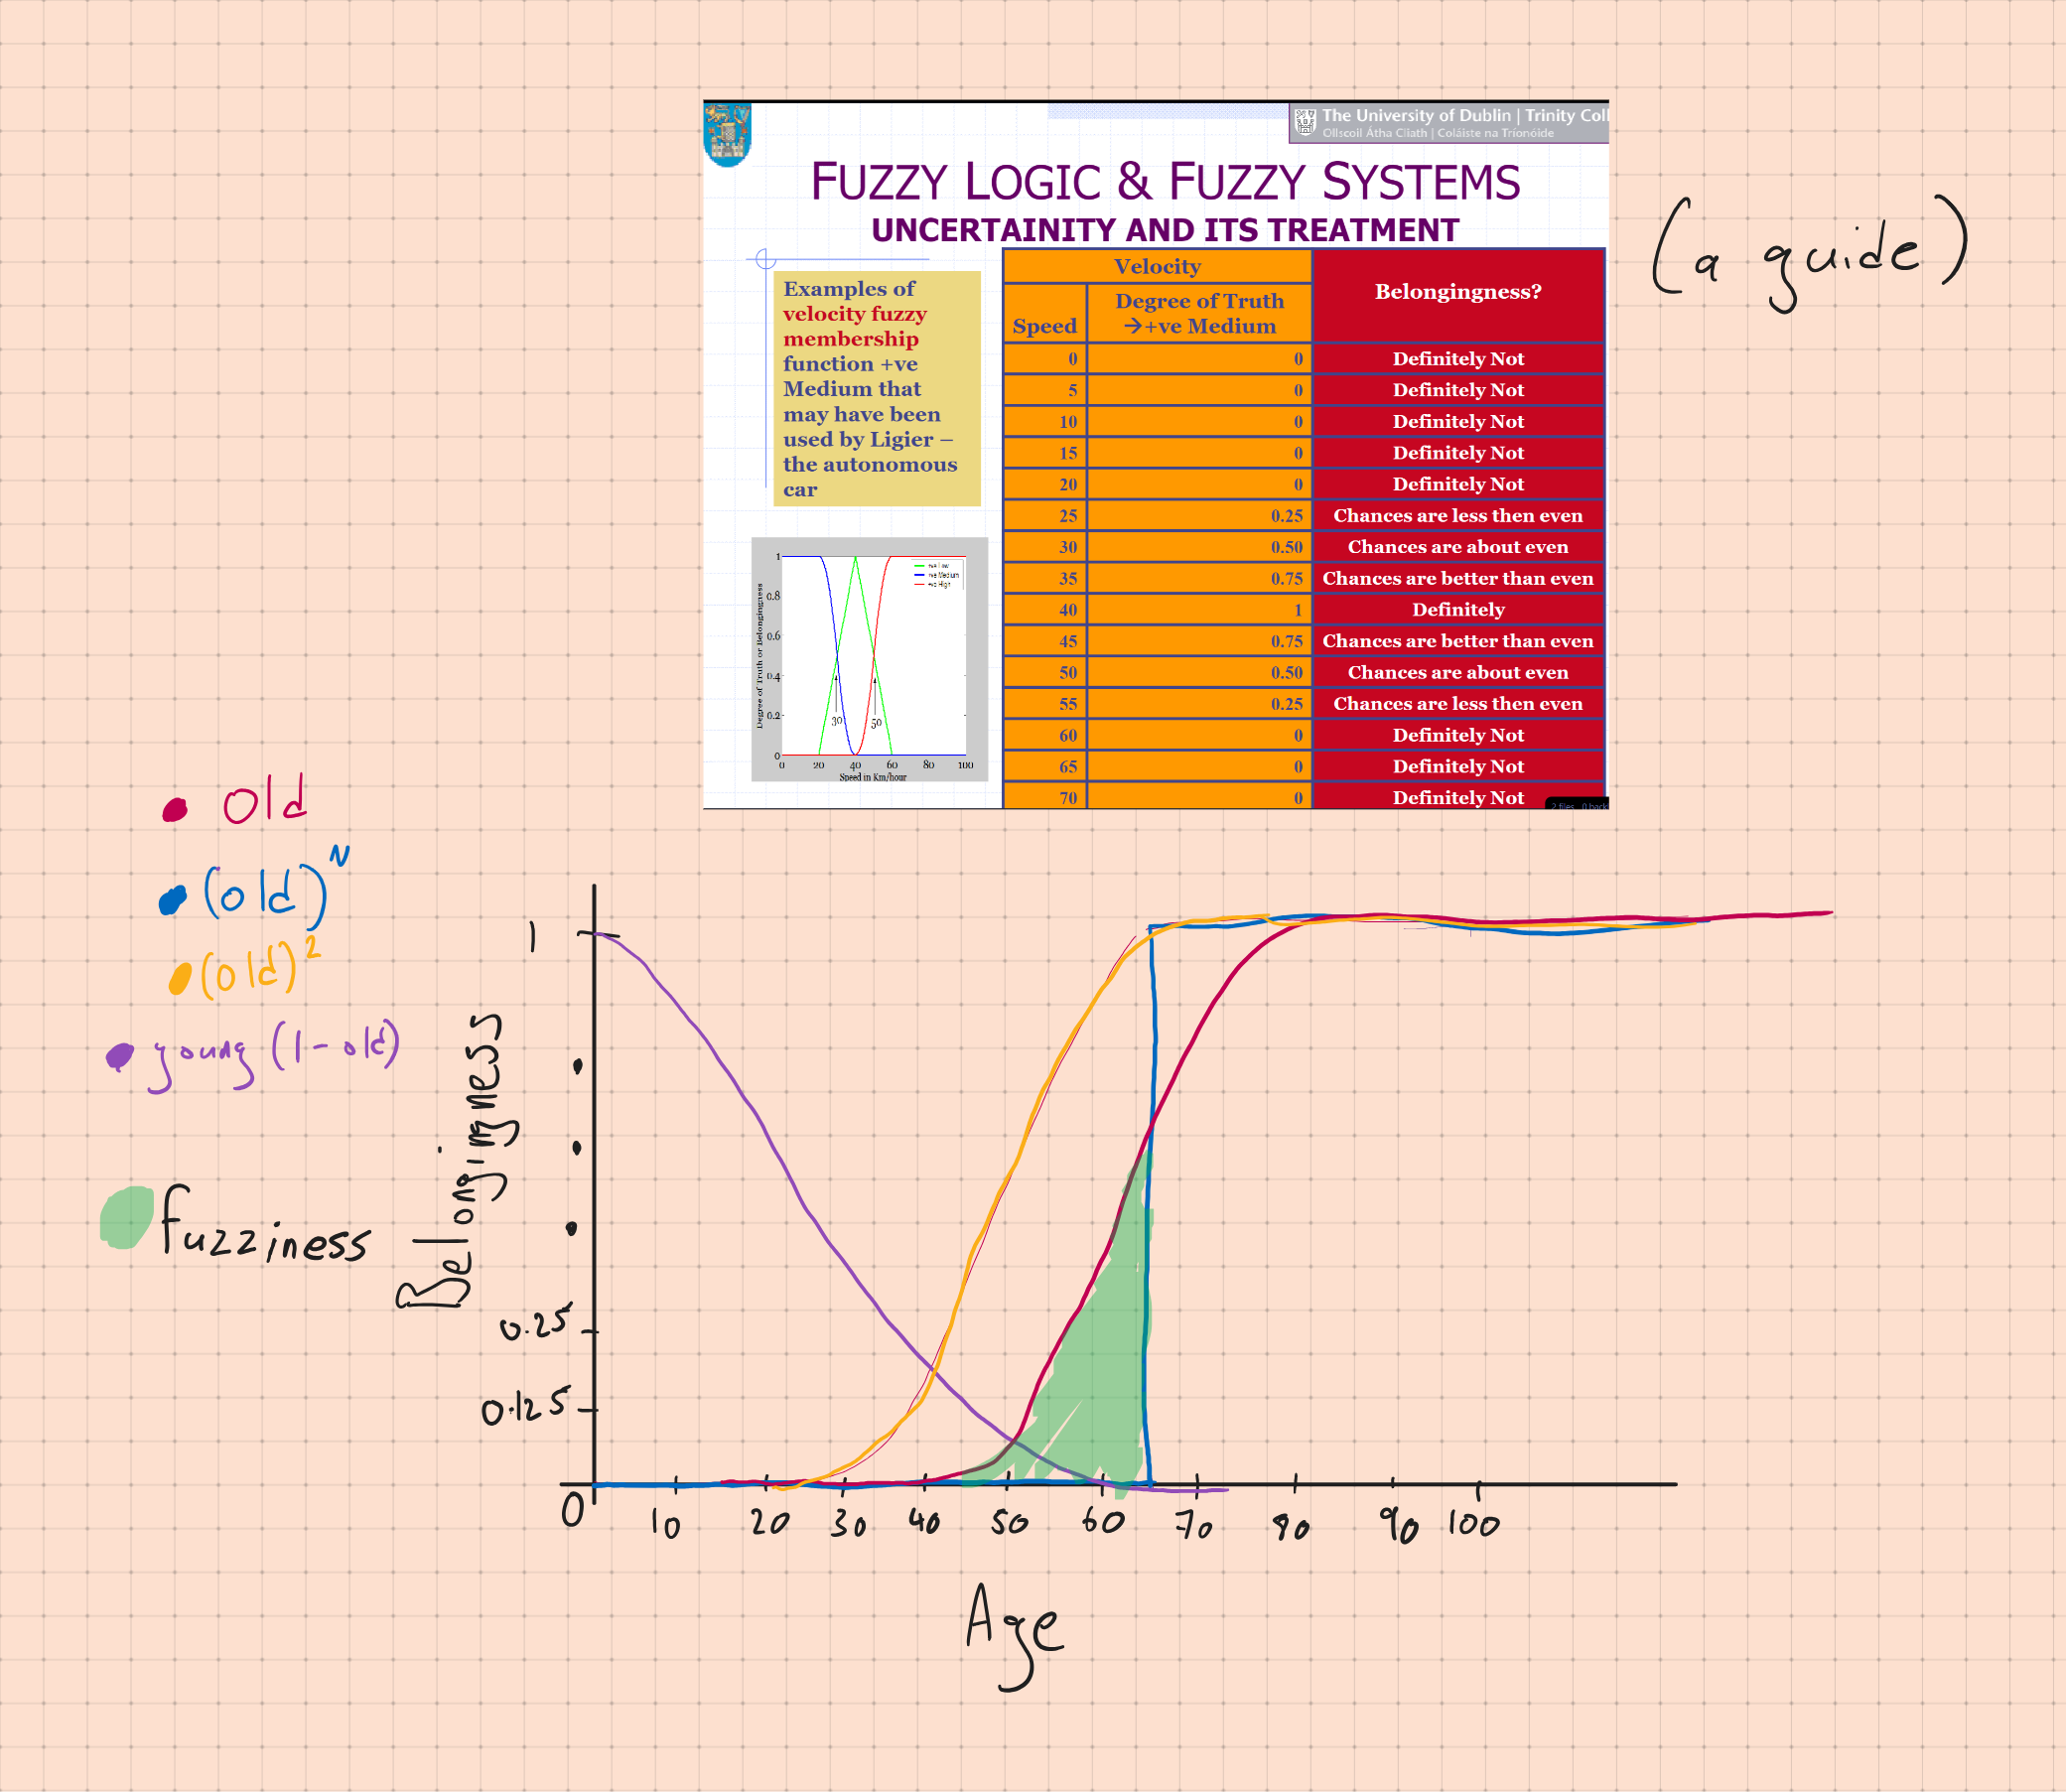 The University of Dublin | Trinity Coll
Ollscoil Átha Cliath | Coláiste na Tríonóide
FUZZY LOGIC & FUZZY SYSTEMS
UNCERTAINITY AND ITS TREATMENT
(a guide)
Examples of
velocity fuzzy
membership
function +ve
Medium that
may have been
used by Ligier –
the autonomous
car
Velocity
Belongingness?
Speed
Degree of Truth
→+ve Medium
0 0 Definitely Not
5 0 Definitely Not
10 0 Definitely Not
15 0 Definitely Not
20 0 Definitely Not
25 0.25 Chances are less then even
30 0.50 Chances are about even
35 0.75 Chances are better than even
40 1 Definitely
45 0.75 Chances are better than even
50 0.50 Chances are about even
55 0.25 Chances are less then even
60 0 Definitely Not
65 0 Definitely Not
70 0 Definitely Not
2 files, 0 back
Degree of Truth or Belongingness
1
0.8
0.6
0.4
0.2
0
+ve Low
+ve Medium
+ve High
30
50
0 20 40 60 80 100
Speed in Km/hour
Old
(old)^N
(old)^2
young (1-old)
fuzziness
Belongingness
1
0.25
0.125
0 10 20 30 40 50 60 70 80 90 100
Age